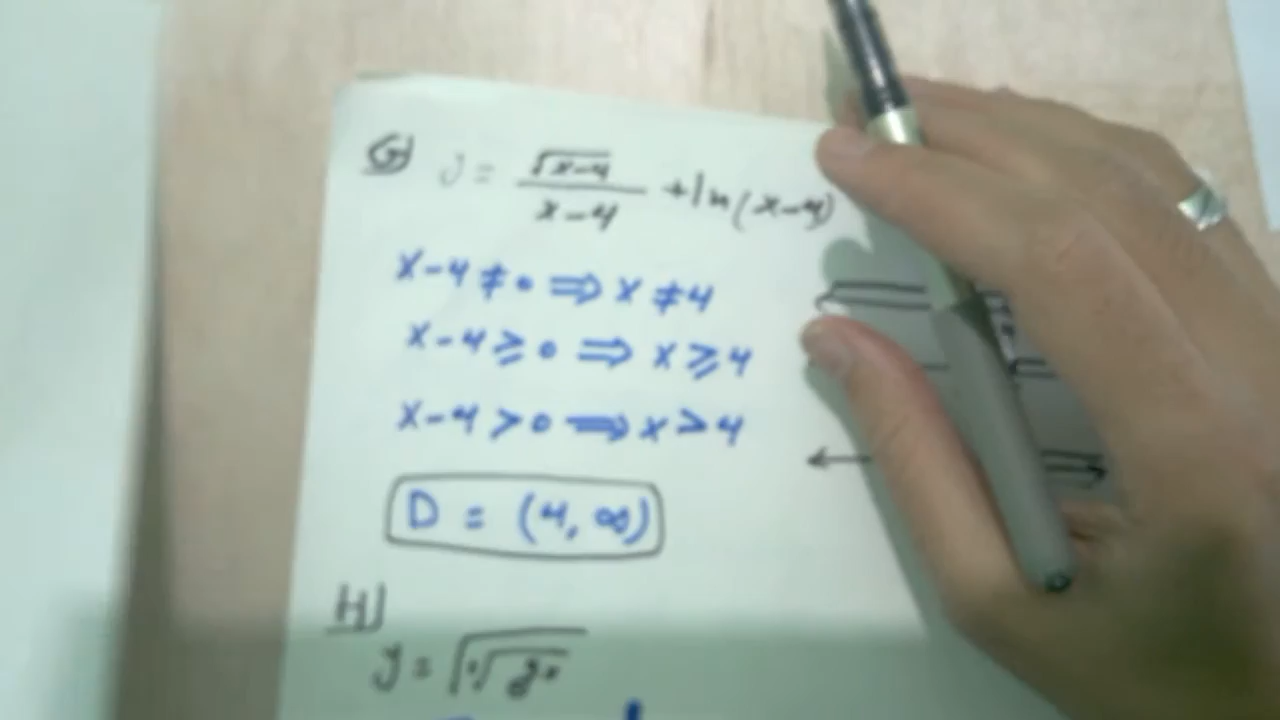 G) y = √(x-4) / (x-4) + ln(x-4)
x-4 ≠ 0 ⟹ x ≠ 4
x-4 ≥ 0 ⟹ x ≥ 4
x-4 > 0 ⟹ x > 4
D = (4, ∞)
H)
y =